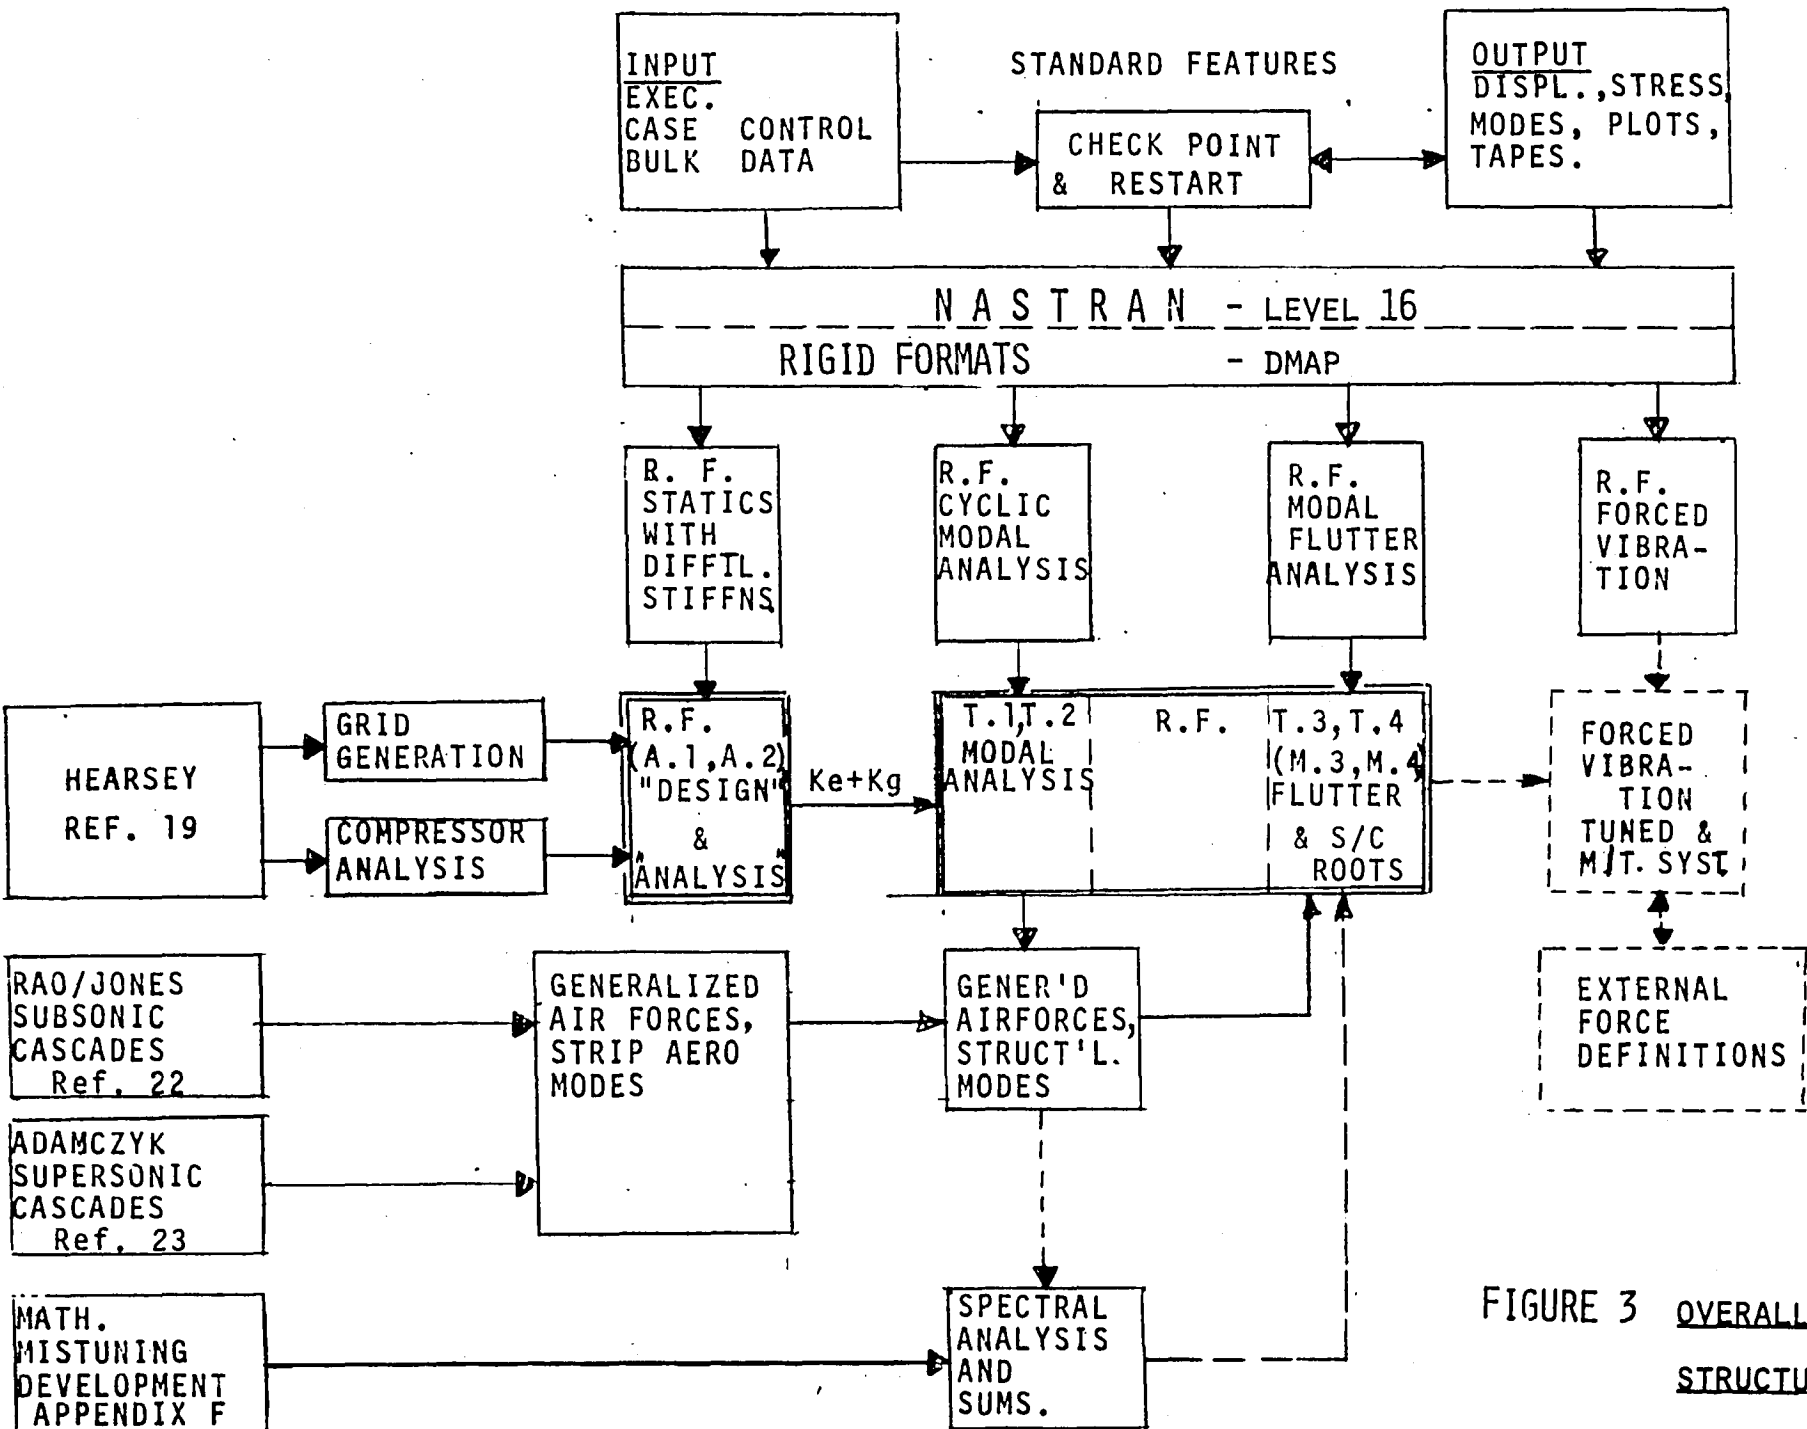 INPUT
EXEC.
CASE CONTROL
BULK DATA
STANDARD FEATURES
CHECK POINT
& RESTART
OUTPUT
DISPL.,STRESS,
MODES, PLOTS,
TAPES.
NASTRAN - LEVEL 16
RIGID FORMATS - DMAP
R. F.
STATICS
WITH
DIFFTL.
STIFFNS.
R.F.
CYCLIC
MODAL
ANALYSIS
R.F.
MODAL
FLUTTER
ANALYSIS
R.F.
FORCED
VIBRA-
TION
HEARSEY
REF. 19
GRID
GENERATION
COMPRESSOR
ANALYSIS
R.F.
(A.1,A.2)
"DESIGN"
&
"ANALYSIS"
Ke+Kg
T.1,T.2
MODAL
ANALYSIS
R.F.
T.3,T.4
(M.3,M.4)
FLUTTER
& S/C
ROOTS
FORCED
VIBRA-
TION
TUNED &
M/T. SYST.
RAO/JONES
SUBSONIC
CASCADES
Ref. 22
GENERALIZED
AIR FORCES,
STRIP AERO
MODES
GENER'D
AIRFORCES,
STRUCT'L.
MODES
EXTERNAL
FORCE
DEFINITIONS
ADAMCZYK
SUPERSONIC
CASCADES
Ref. 23
MATH.
MISTUNING
DEVELOPMENT
APPENDIX F
SPECTRAL
ANALYSIS
AND
SUMS.
FIGURE 3 OVERALL
STRUCTU